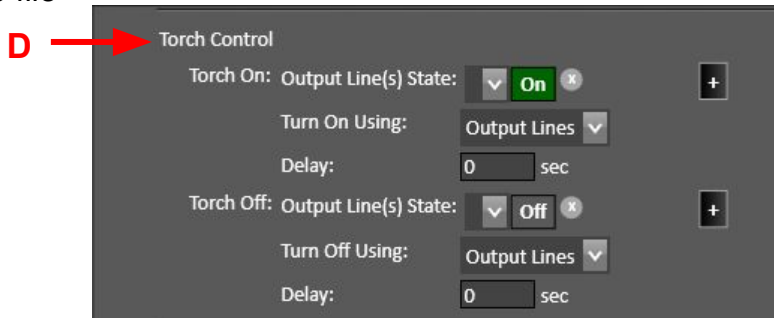 D
Torch Control
Torch On: Output Line(s) State: On x +
Turn On Using: Output Lines
Delay: 0 sec
Torch Off: Output Line(s) State: Off x +
Turn Off Using: Output Lines
Delay: 0 sec